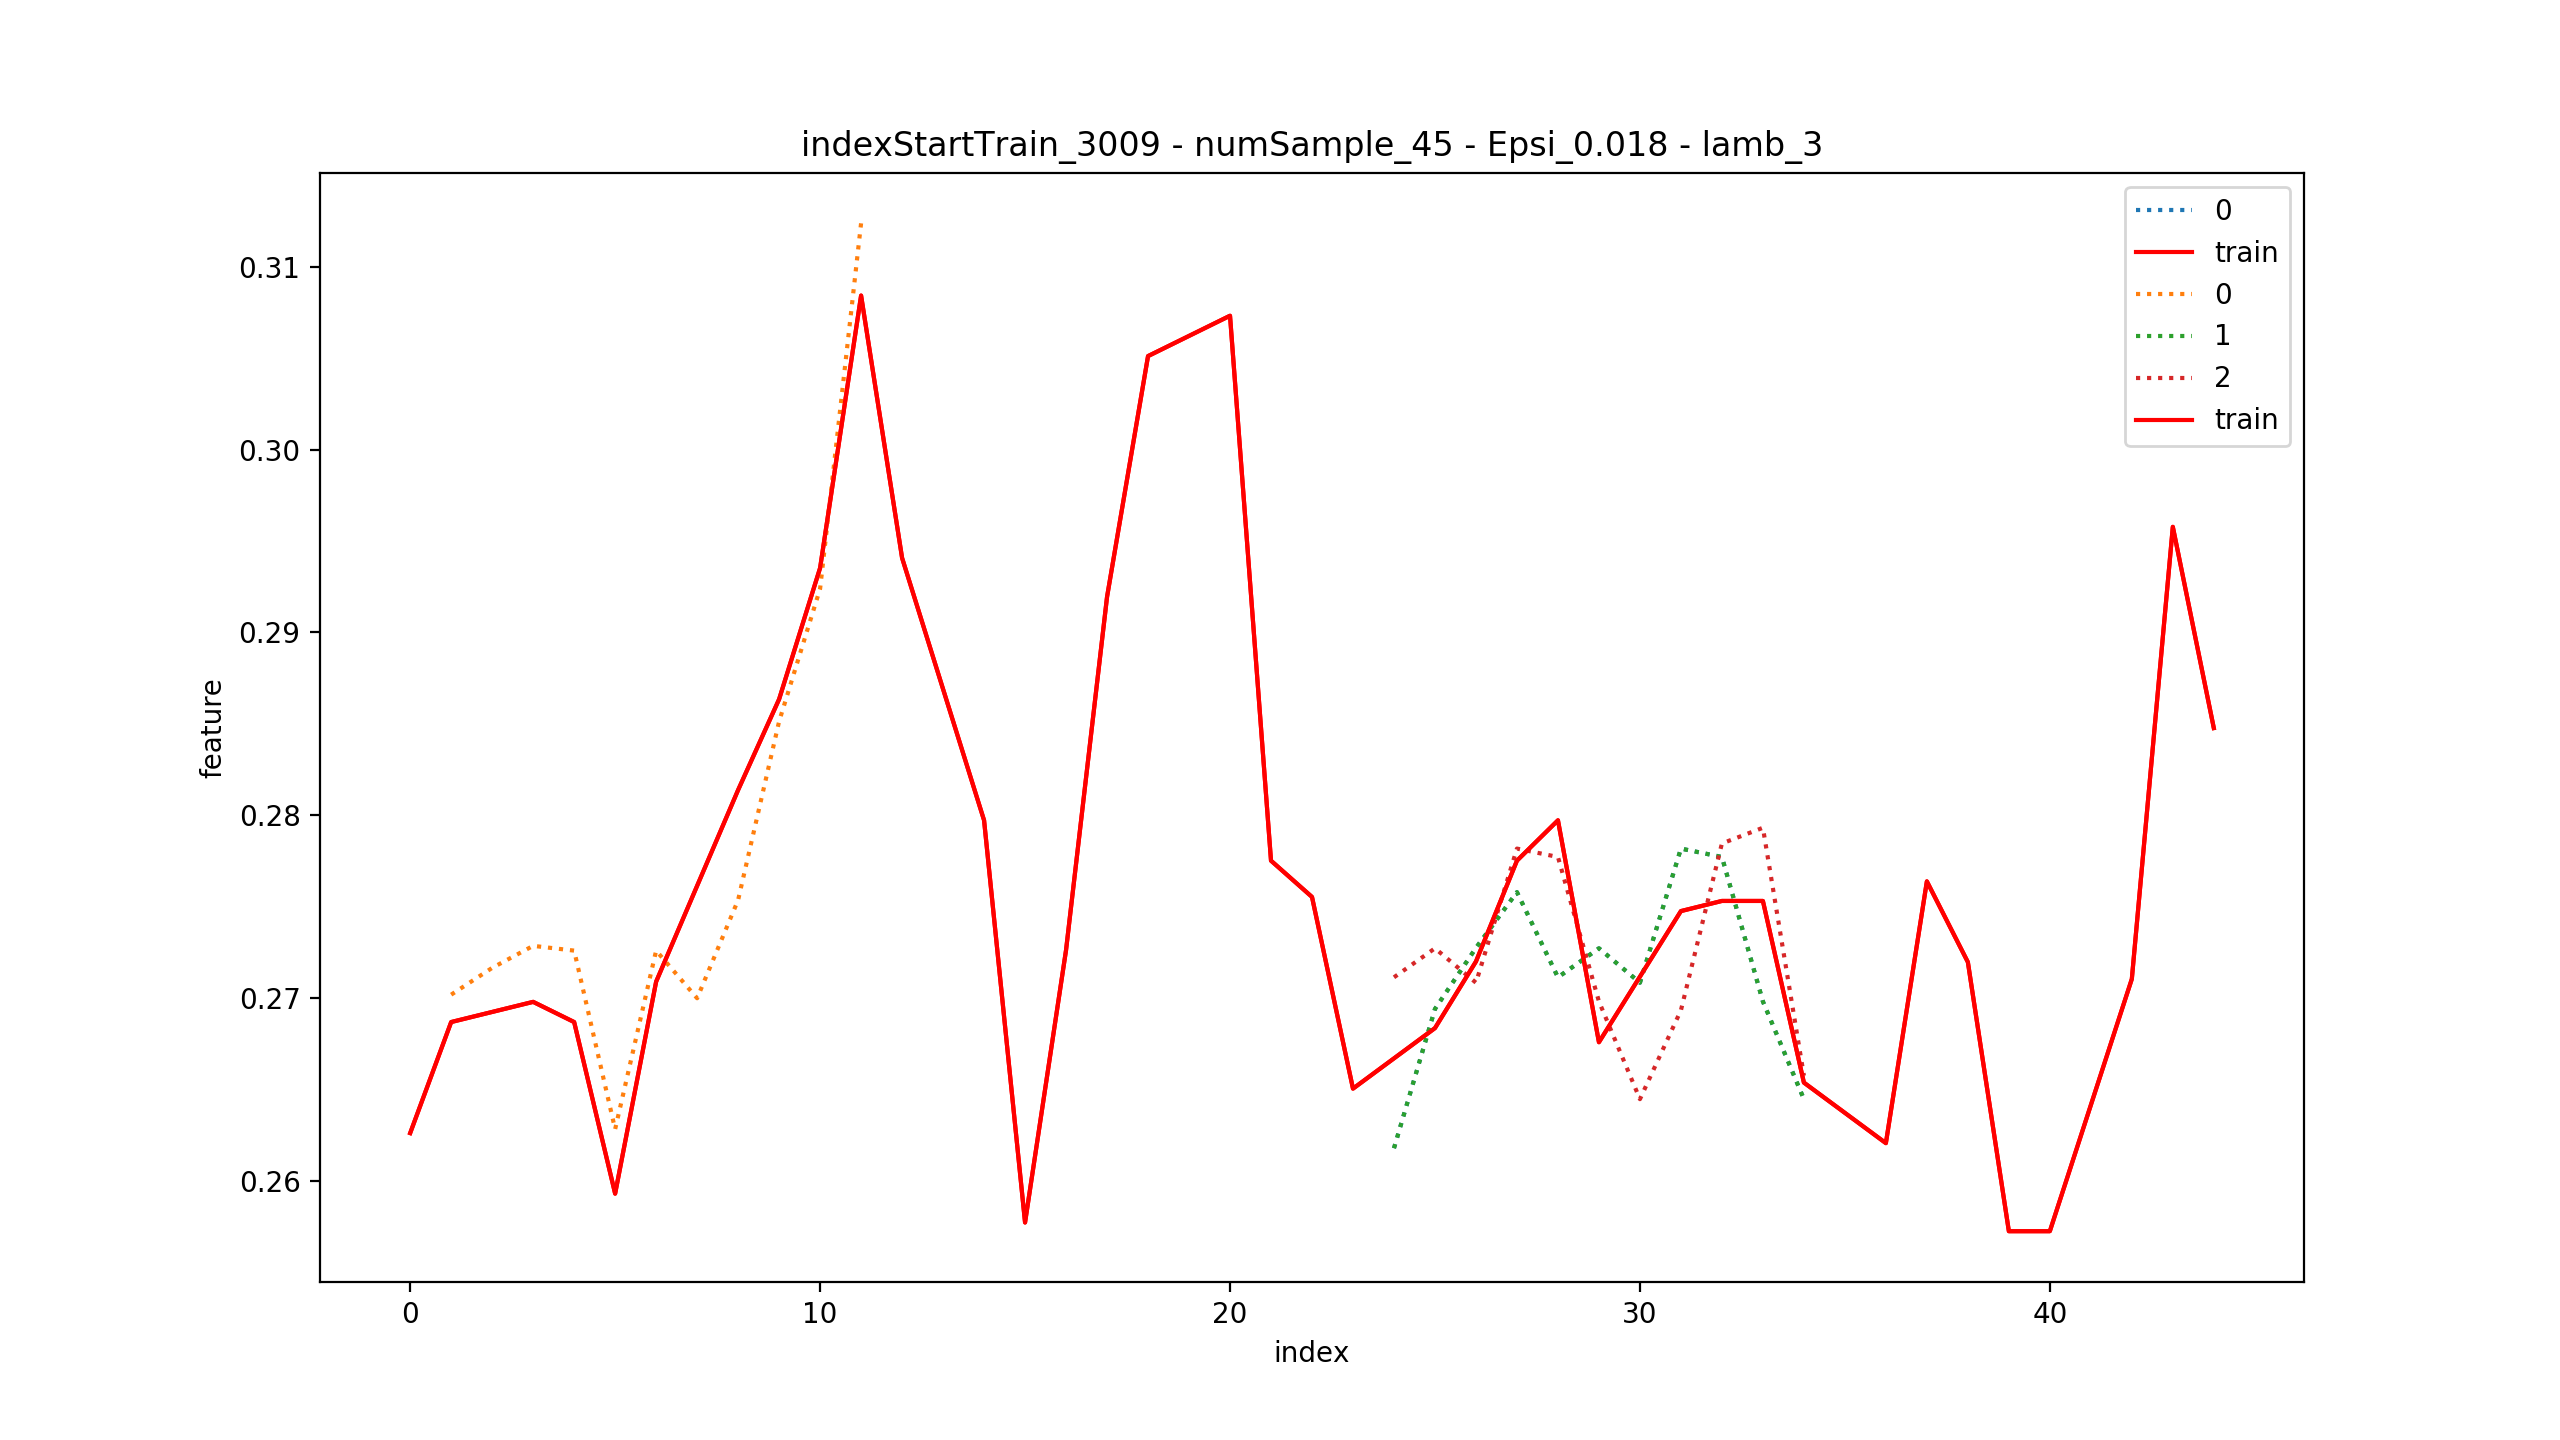 indexStartTrain_3009 - numSample_45 - Epsi_0.018 - lamb_3
0
train
0
1
2
train
0.31
0.30
0.29
0.28
0.27
0.26
feature
0 10 20 30 40
index